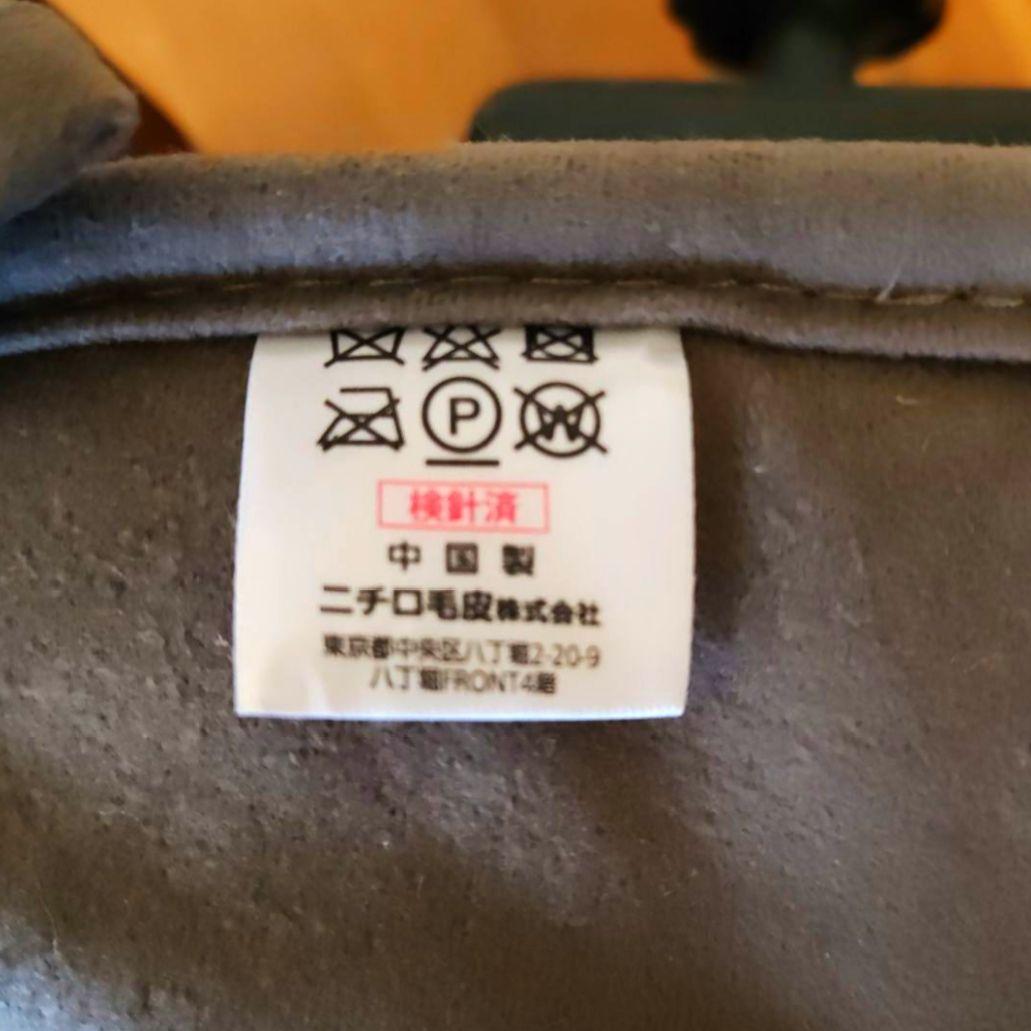 P W
検針済
中国製
ニチロ毛皮株式会社
東京都中央区八丁堀2-20-9
八丁堀FRONT4階